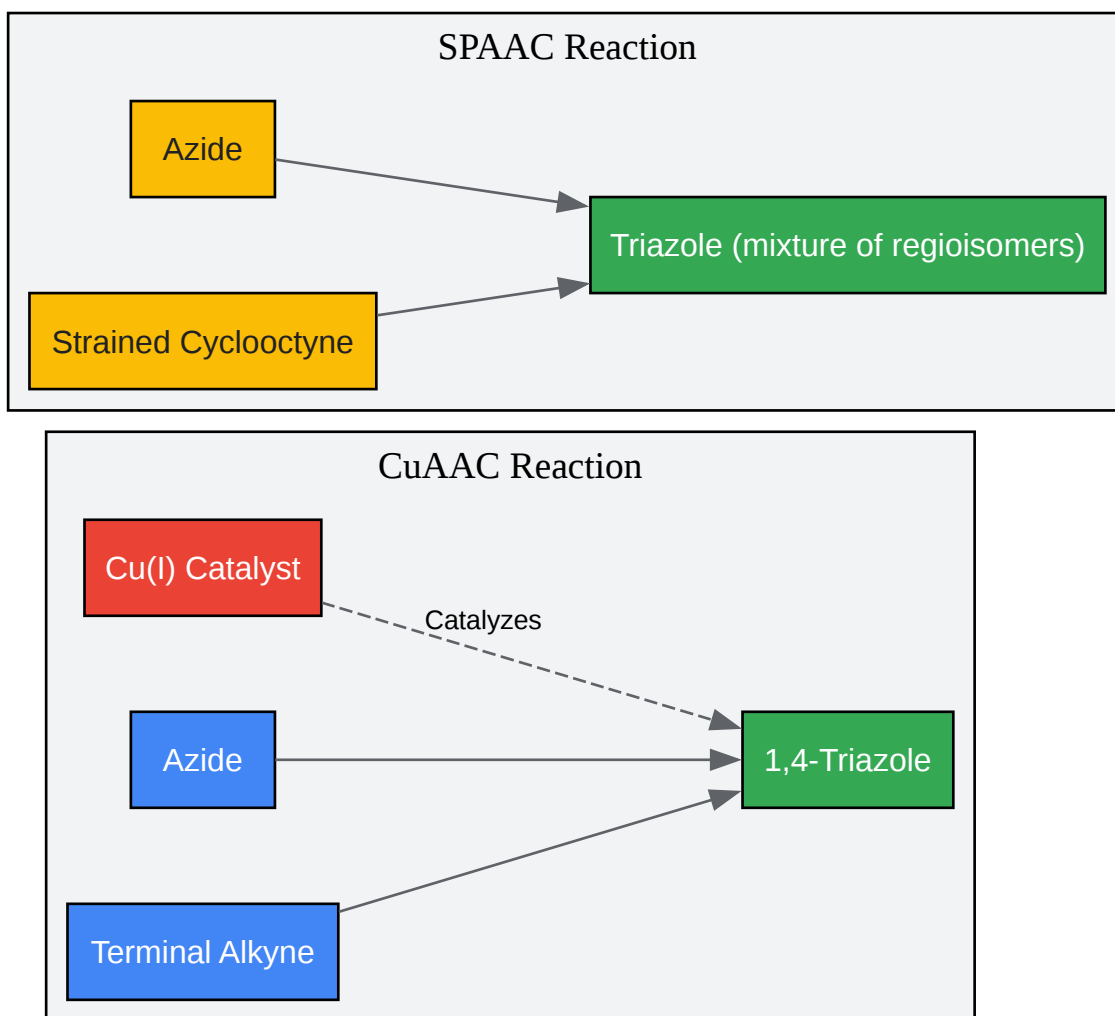 SPAAC Reaction
Azide
Triazole (mixture of regioisomers)
Strained Cyclooctyne
CuAAC Reaction
Cu(I) Catalyst
Catalyzes
Azide
1,4-Triazole
Terminal Alkyne